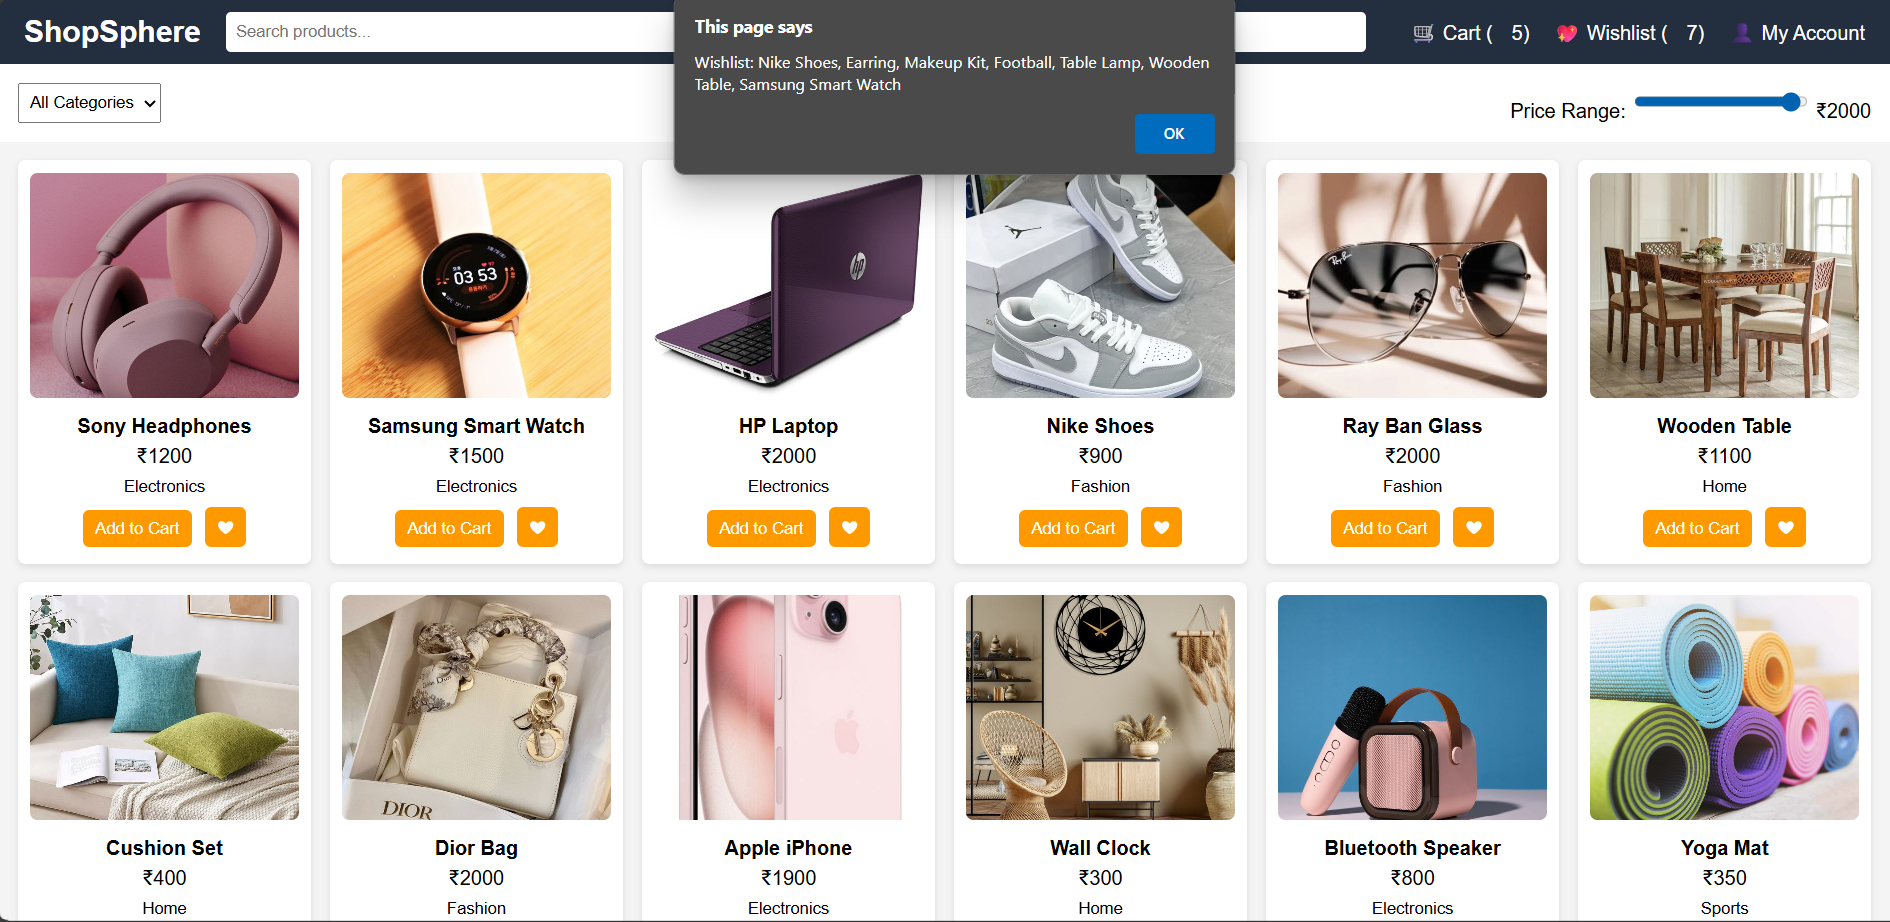 ShopSphere
Search products...
This page says
Wishlist: Nike Shoes, Earring, Makeup Kit, Football, Table Lamp, Wooden
Table, Samsung Smart Watch
OK
🛒 Cart ( 5)
💖 Wishlist ( 7)
👤 My Account
All Categories
Price Range:
₹2000
03 53
hp
Ray-Ban
Sony Headphones
₹1200
Electronics
Add to Cart
Samsung Smart Watch
₹1500
Electronics
Add to Cart
HP Laptop
₹2000
Electronics
Add to Cart
Nike Shoes
₹900
Fashion
Add to Cart
Ray Ban Glass
₹2000
Fashion
Add to Cart
Wooden Table
₹1100
Home
Add to Cart
DIOR
Cushion Set
₹400
Home
Dior Bag
₹2000
Fashion
Apple iPhone
₹1900
Electronics
Wall Clock
₹300
Home
Bluetooth Speaker
₹800
Electronics
Yoga Mat
₹350
Sports